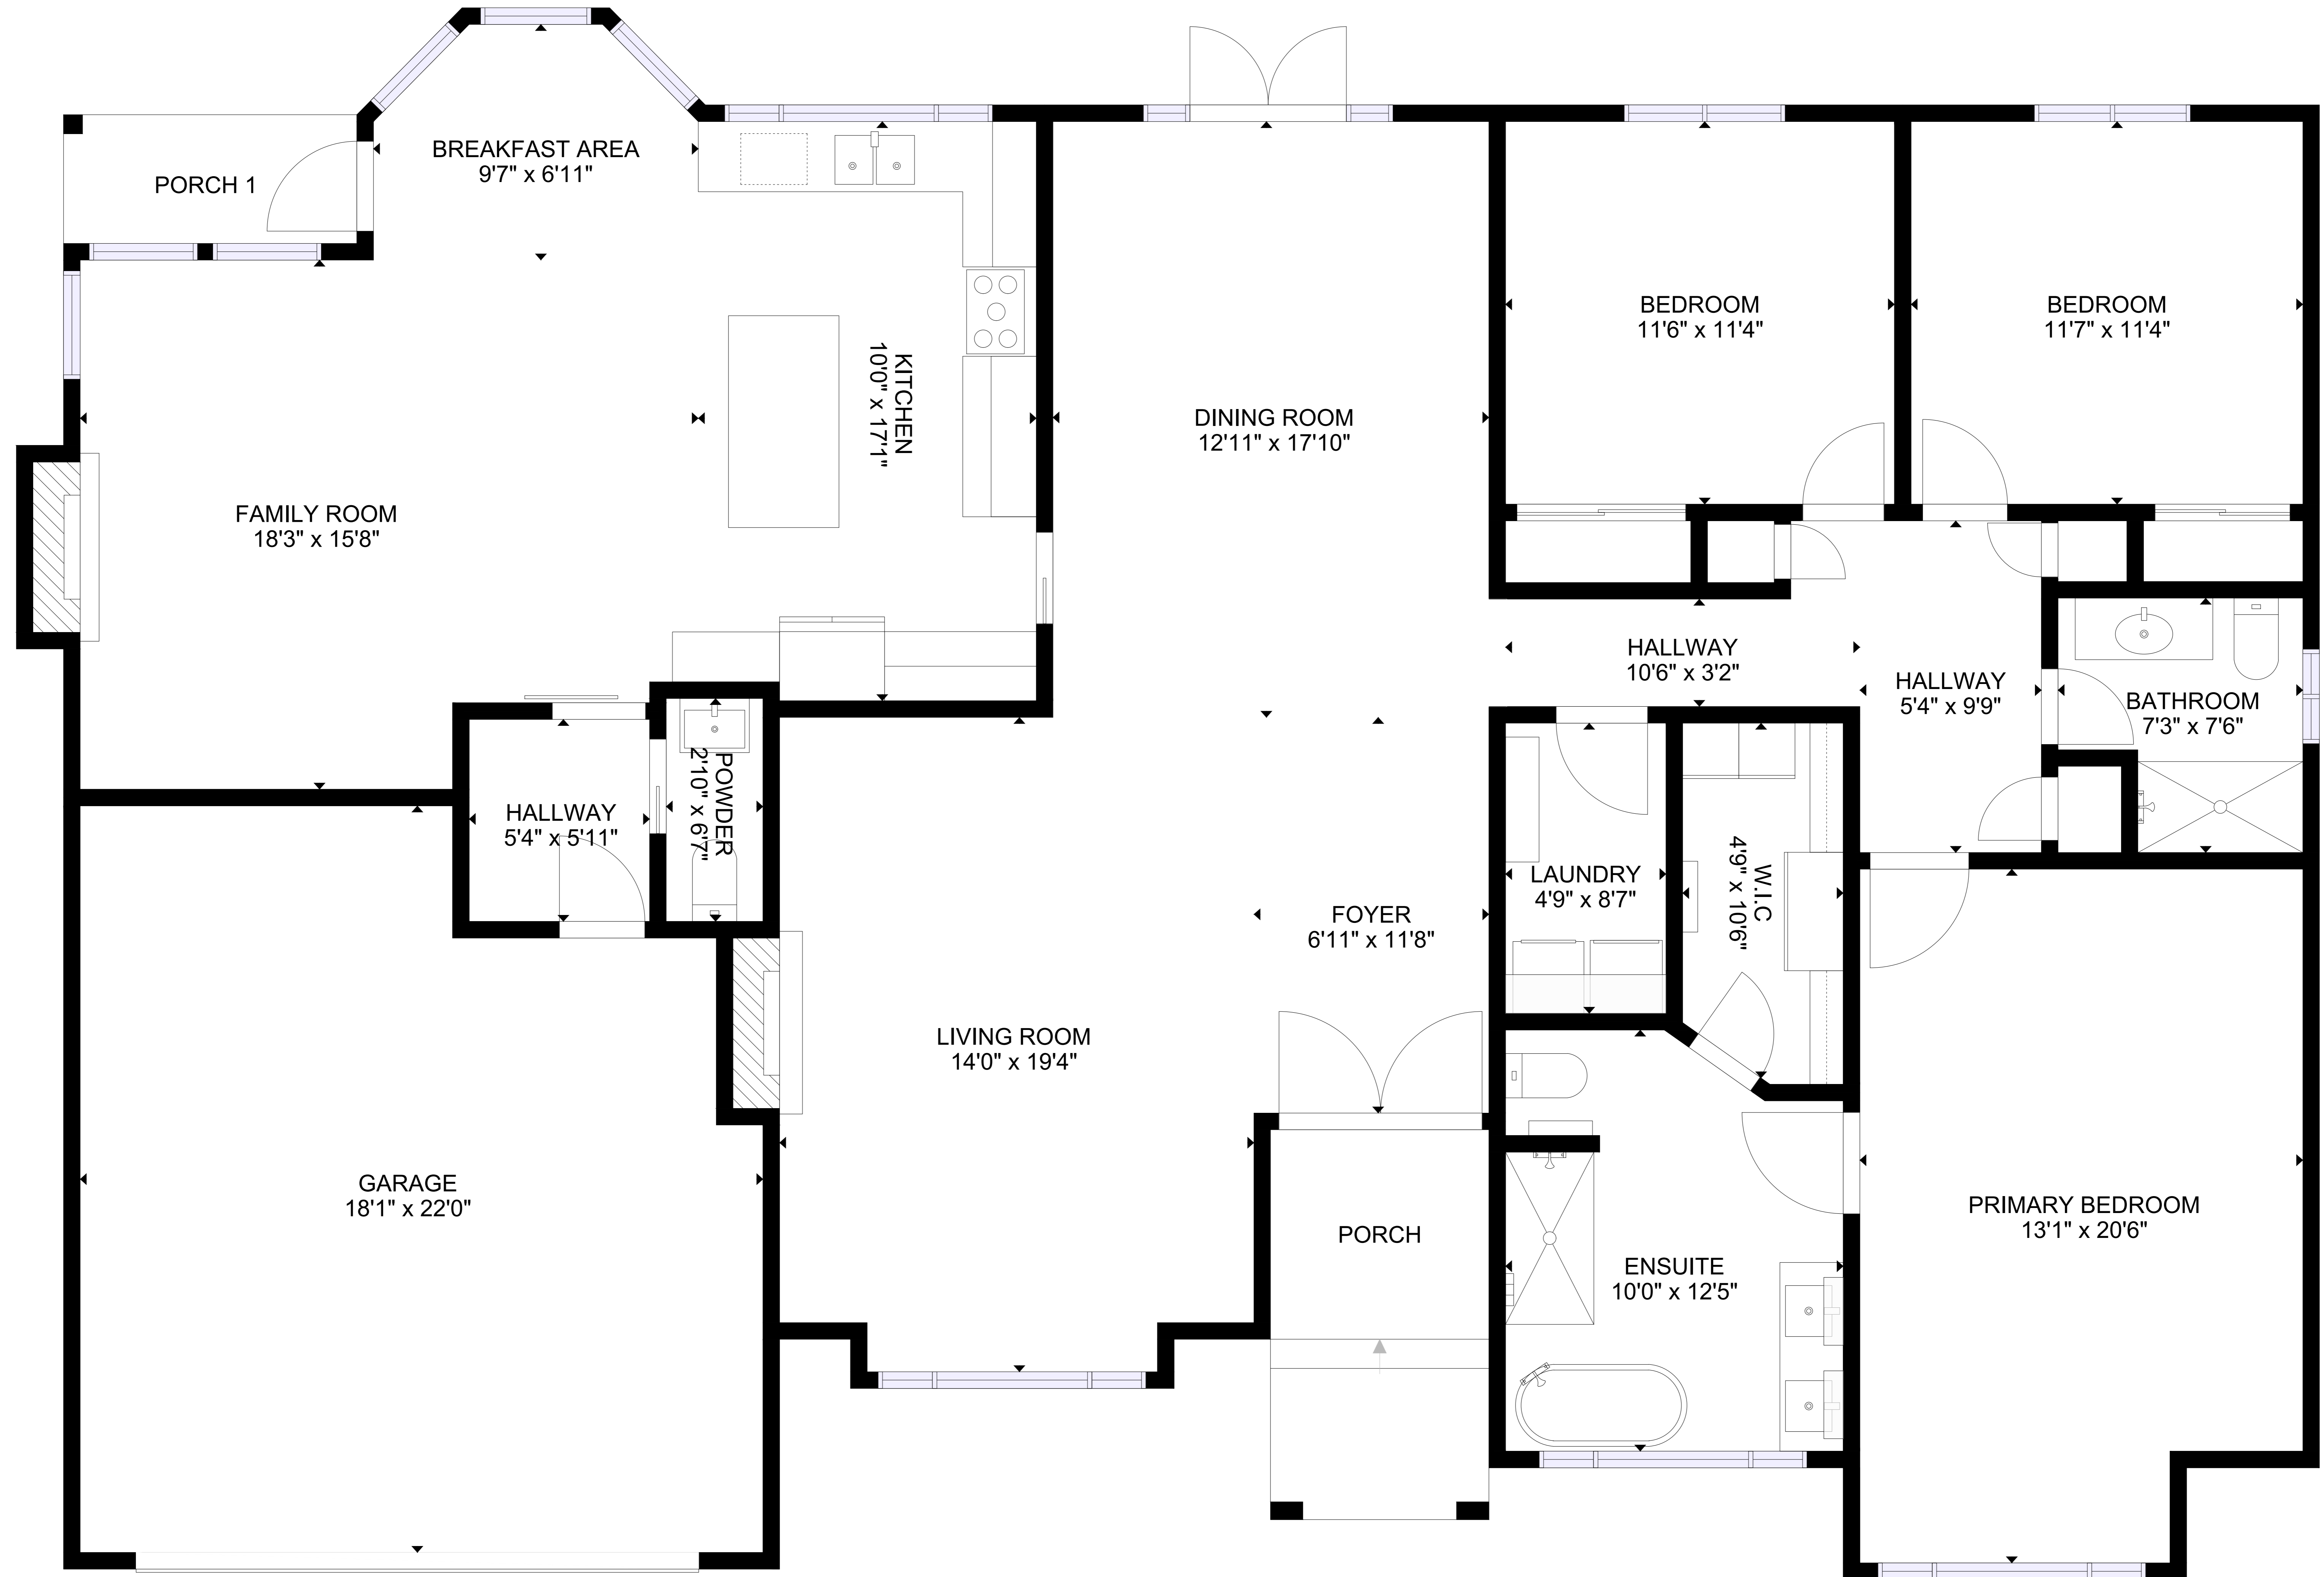 BREAKFAST AREA
9'7" x 6'11"
PORCH 1
BEDROOM
11'6" x 11'4"
BEDROOM
11'7" x 11'4"
KITCHEN
10'0" x 17'1"
DINING ROOM
12'11" x 17'10"
FAMILY ROOM
18'3" x 15'8"
HALLWAY
10'6" x 3'2"
HALLWAY
5'4" x 9'9"
BATHROOM
7'3" x 7'6"
HALLWAY
5'4" x 5'11"
POWDER
2'10" x 6'7"
LAUNDRY
4'9" x 8'7"
W.I.C
4'9" x 10'6"
FOYER
6'11" x 11'8"
LIVING ROOM
14'0" x 19'4"
GARAGE
18'1" x 22'0"
PORCH
ENSUITE
10'0" x 12'5"
PRIMARY BEDROOM
13'1" x 20'6"